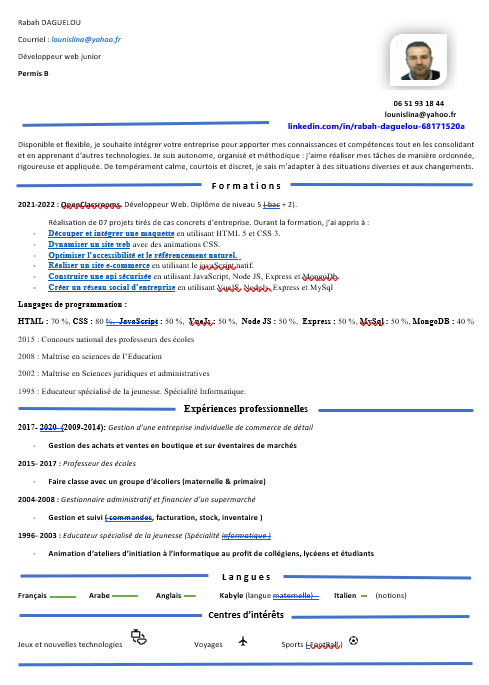 Rabah DAGUELOU
Courriel : lounislina@yahoo.fr
Développeur web junior
Permis B
06 51 93 18 44
lounislina@yahoo.fr
linkedin.com/in/rabah-daguelou-68171520a
Disponible et flexible, je souhaite intégrer votre entreprise pour apporter mes connaissances et compétences tout en les consolidant
et en apprenant d'autres technologies. Je suis autonome, organisé et méthodique : j'aime réaliser mes tâches de manière ordonnée,
rigoureuse et appliquée. De tempérament calme, courtois et discret, je sais m'adapter à des situations diverses et aux changements.
Formations
2021-2022 : OpenClassrooms. Développeur Web. Diplôme de niveau 5 ( bac + 2).
Réalisation de 07 projets tirés de cas concrets d'entreprise. Durant la formation, j'ai appris à :
- Découper et intégrer une maquette en utilisant HTML 5 et CSS 3.
- Dynamiser un site web avec des animations CSS.
- Optimiser l'accessibilité et le référencement naturel.
- Réaliser un site e-commerce en utilisant le javaScript natif.
- Construire une api sécurisée en utilisant JavaScript, Node JS, Express et MongoDb.
- Créer un réseau social d'entreprise en utilisant VueJS, NodeJs, Express et MySql
Langages de programmation :
HTML : 70 %, CSS : 80 %, JavaScript : 50 %, VueJs : 50 %, Node JS : 50 %, Express : 50 %, MySql : 50 %, MongoDB : 40 %
2015 : Concours national des professeurs des écoles
2008 : Maîtrise en sciences de l'Education
2002 : Maîtrise en Sciences juridiques et administratives
1995 : Educateur spécialisé de la jeunesse. Spécialité Informatique.
Expériences professionnelles
2017- 2020 (2009-2014): Gestion d'une entreprise individuelle de commerce de détail
- Gestion des achats et ventes en boutique et sur éventaires de marchés
2015- 2017 : Professeur des écoles
- Faire classe avec un groupe d'écoliers (maternelle & primaire)
2004-2008 : Gestionnaire administratif et financier d'un supermarché
- Gestion et suivi ( commandes, facturation, stock, inventaire )
1996- 2003 : Educateur spécialisé de la jeunesse (Spécialité informatique )
- Animation d'ateliers d'initiation à l'informatique au profit de collégiens, lycéens et étudiants
Langues
Français Arabe Anglais Kabyle (langue maternelle) Italien (notions)
Centres d'intérêts
Jeux et nouvelles technologies Voyages Sports ( FootBall )